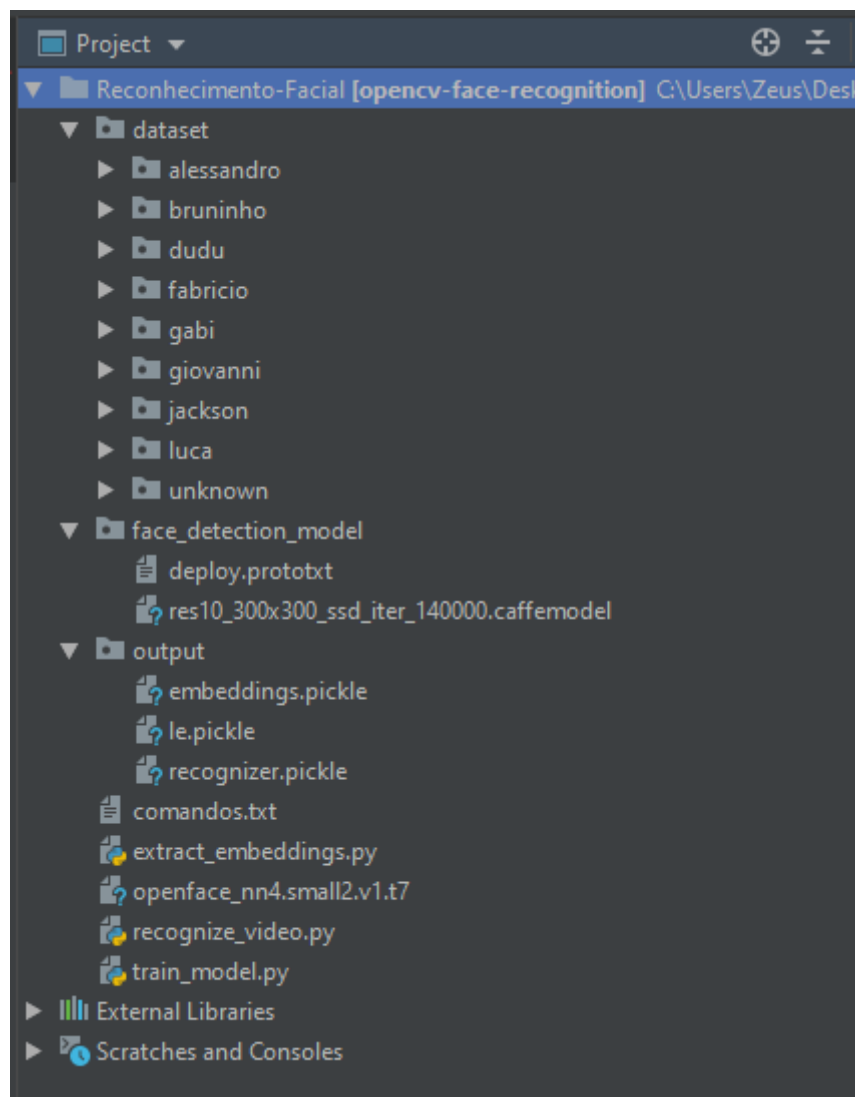 Project
Reconhecimento-Facial [opencv-face-recognition] C:\Users\Zeus\Desk
dataset
alessandro
bruninho
dudu
fabricio
gabi
giovanni
jackson
luca
unknown
face_detection_model
deploy.prototxt
res10_300x300_ssd_iter_140000.caffemodel
output
embeddings.pickle
le.pickle
recognizer.pickle
comandos.txt
extract_embeddings.py
openface_nn4.small2.v1.t7
recognize_video.py
train_model.py
External Libraries
Scratches and Consoles